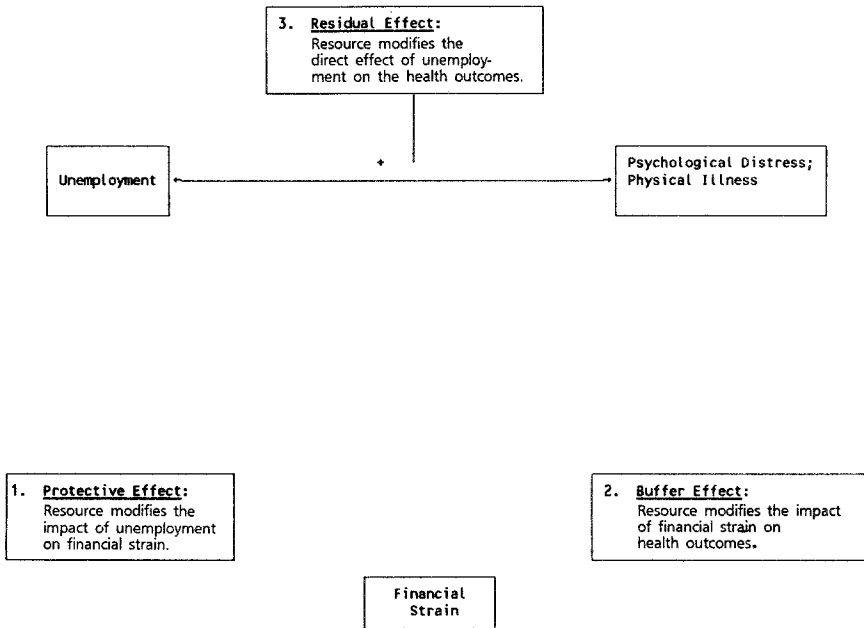 3. Residual Effect:
Resource modifies the
direct effect of unemploy-
ment on the health outcomes.
+
Unemployment
Psychological Distress;
Physical Illness
1. Protective Effect:
Resource modifies the
impact of unemployment
on financial strain.
2. Buffer Effect:
Resource modifies the impact
of financial strain on
health outcomes.
Financial
Strain